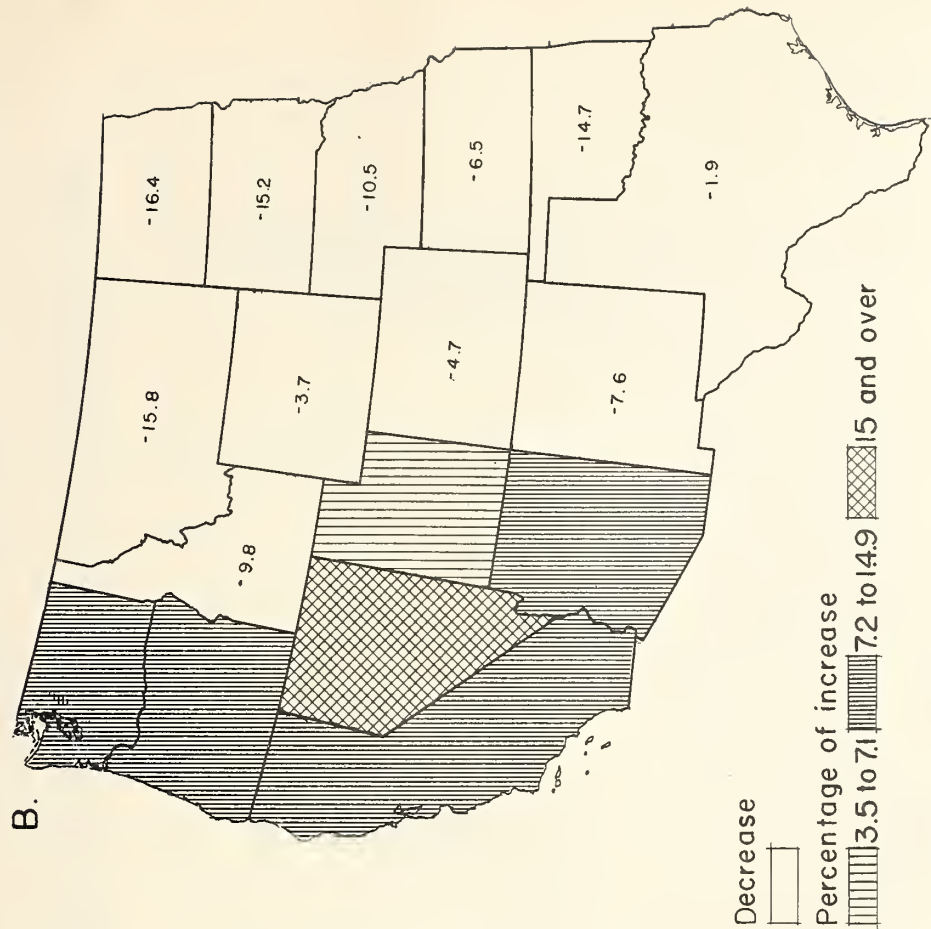 B.
-16.4
-15.8
-15.2
-3.7
-9.8
-10.5
-4.7
-6.5
-7.6
-14.7
-1.9
Decrease
Percentage of increase
3.5 to 7.1 7.2 to 14.9 15 and over